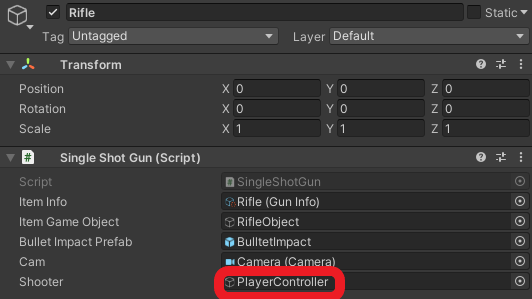 Rifle Static
Tag Untagged Layer Default
Transform
Position X 0 Y 0 Z 0
Rotation X 0 Y 0 Z 0
Scale X 1 Y 1 Z 1
# Single Shot Gun (Script)
Script # SingleShotGun
Item Info Rifle (Gun Info)
Item Game Object RifleObject
Bullet Impact Prefab BulltetImpact
Cam Camera (Camera)
Shooter PlayerController